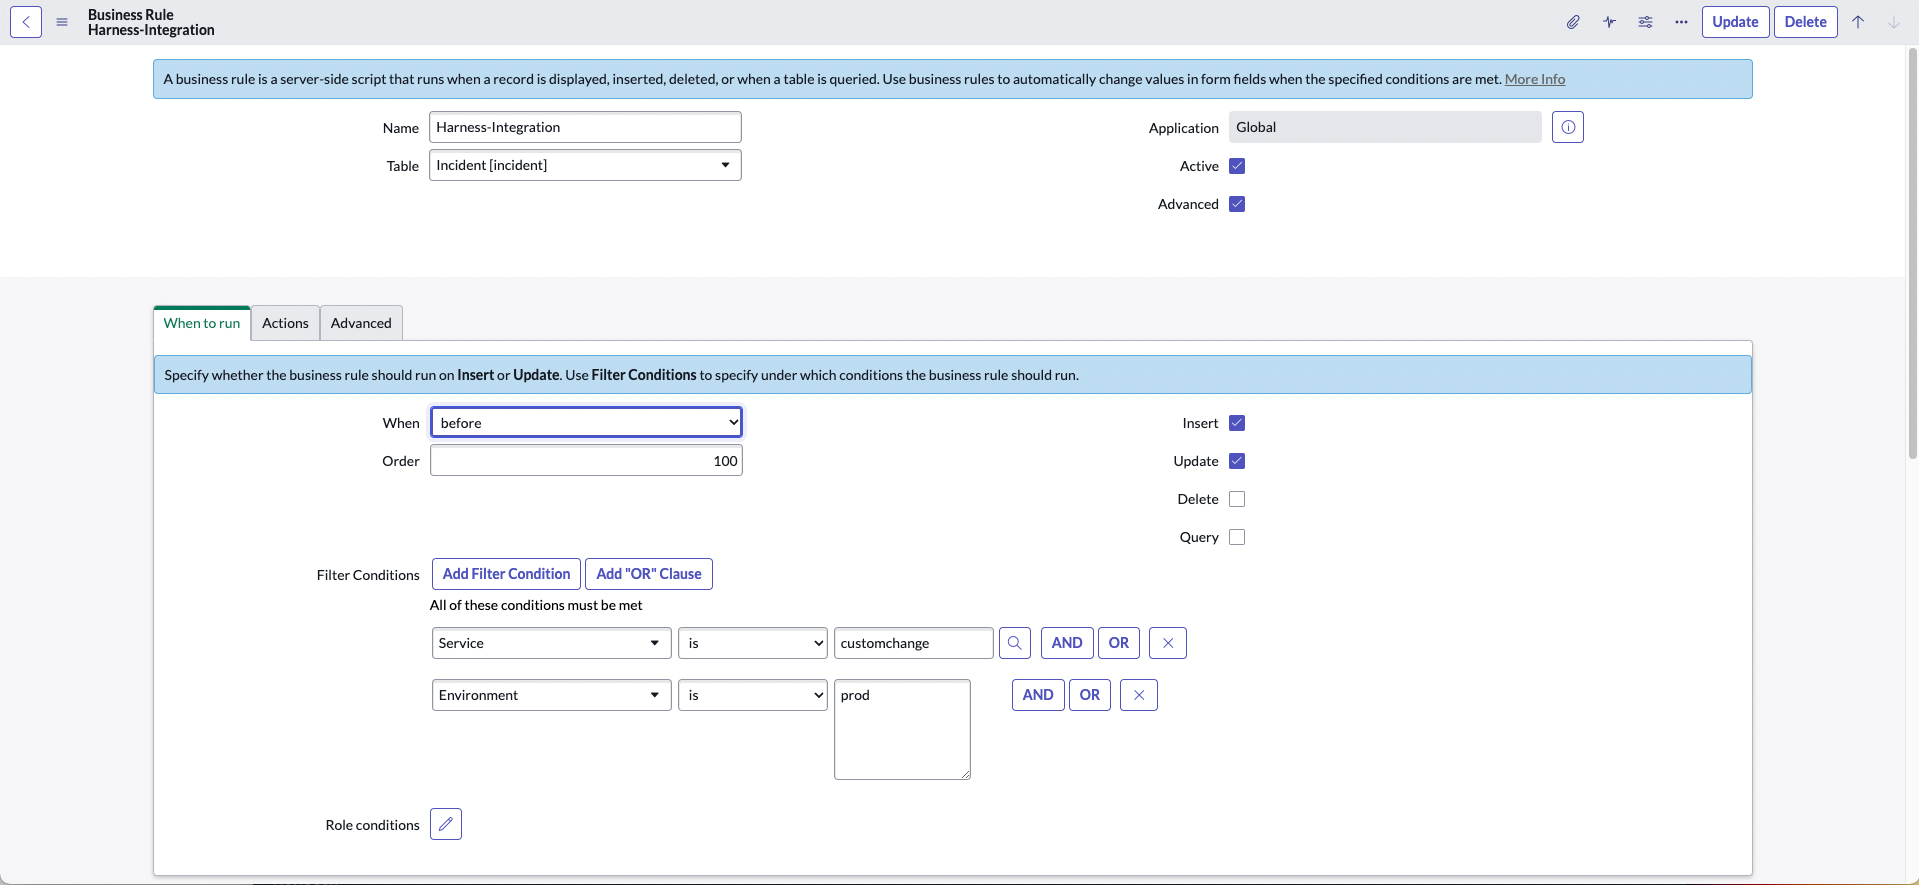 Business Rule
Harness-Integration
Update
Delete
A business rule is a server-side script that runs when a record is displayed, inserted, deleted, or when a table is queried. Use business rules to automatically change values in form fields when the specified conditions are met. More Info
Name
Harness-Integration
Application
Global
Table
Incident [incident]
Active
Advanced
When to run
Actions
Advanced
Specify whether the business rule should run on Insert or Update. Use Filter Conditions to specify under which conditions the business rule should run.
When
before
Insert
Order
100
Update
Delete
Query
Filter Conditions
Add Filter Condition
Add "OR" Clause
All of these conditions must be met
Service
is
customchange
AND
OR
Environment
is
prod
AND
OR
Role conditions